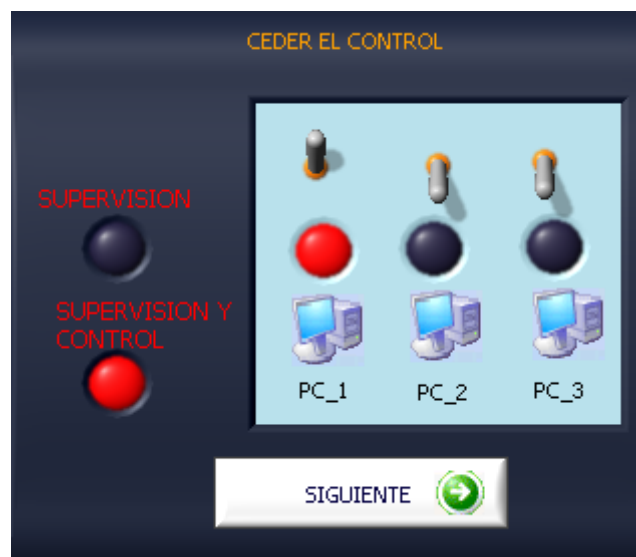 CEDER EL CONTROL
SUPERVISION
SUPERVISION Y
CONTROL
PC_1
PC_2
PC_3
SIGUIENTE